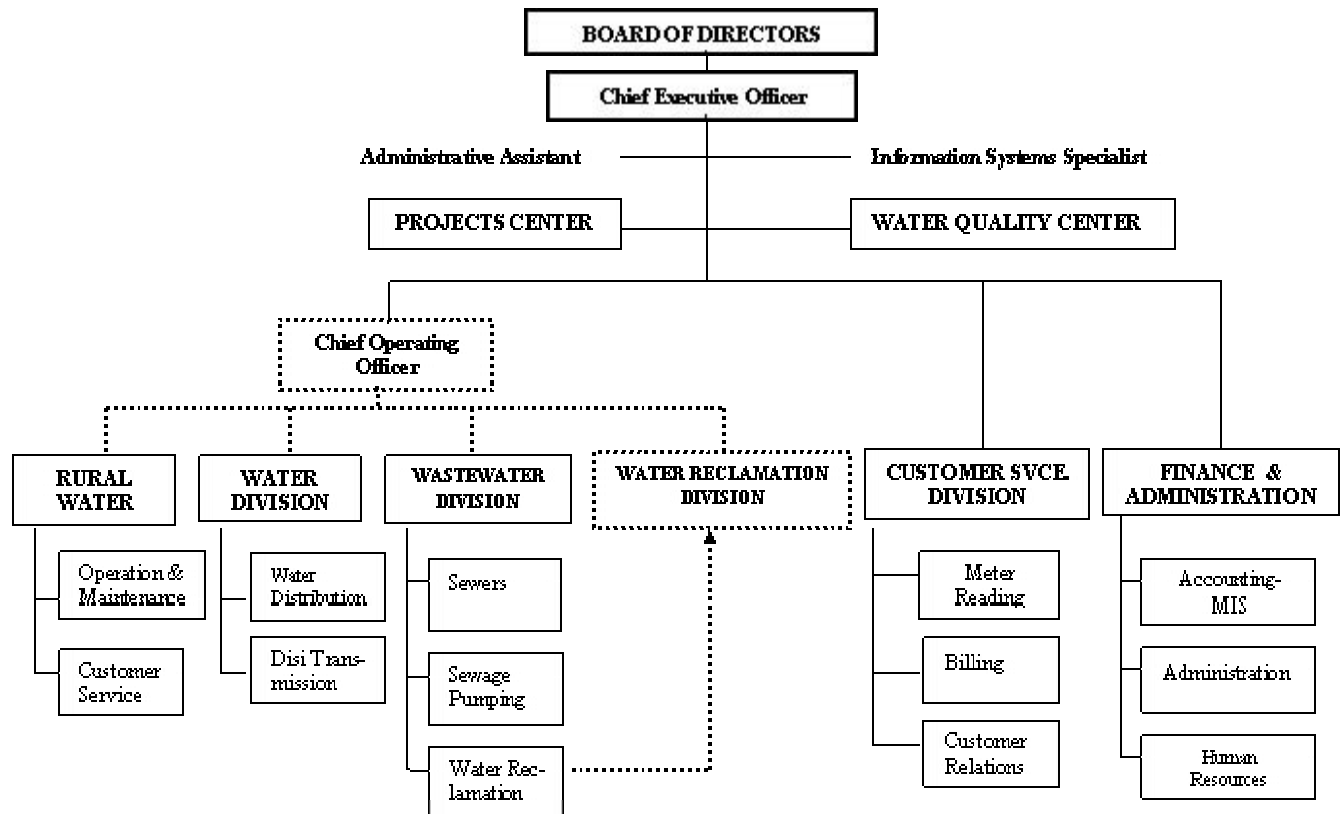 BOARD OF DIRECTORS
Chief Executive Officer
Administrative Assistant
Information Systems Specialist
PROJECTS CENTER
WATER QUALITY CENTER
Chief Operating
Officer
RURAL
WATER
WATER
DIVISION
WASTEWATER
DIVISION
WATER RECLAMATION
DIVISION
CUSTOMER SVCE.
DIVISION
FINANCE &
ADMINISTRATION
Operation &
Maintenance
Customer
Service
Water
Distribution
Disi Trans-
mission
Sewers
Sewage
Pumping
Water Rec-
lamation
Meter
Reading
Billing
Customer
Relations
Accounting-
MIS
Administration
Human
Resources